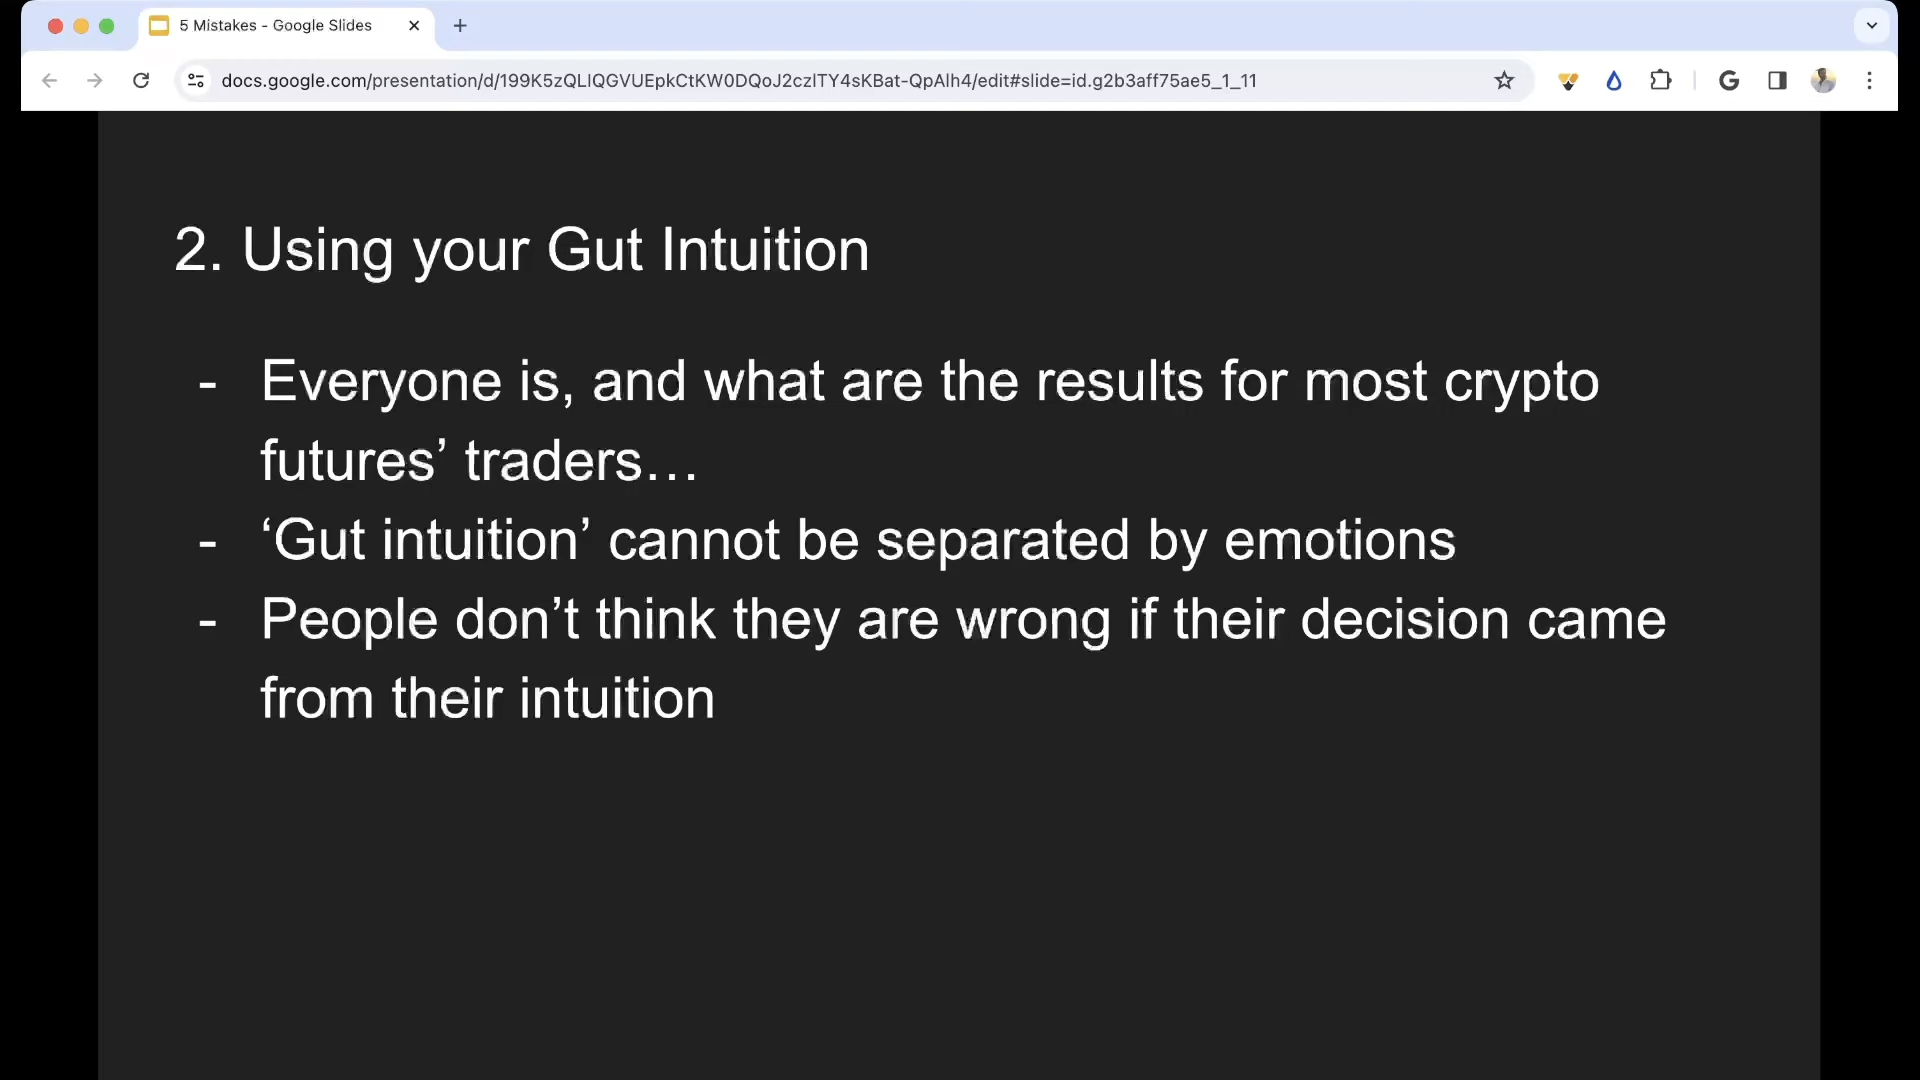 5 Mistakes - Google Slides
docs.google.com/presentation/d/199K5zQLIQGVUEpkCtKW0DQoJ2czlTY4sKBat-QpAlh4/edit#slide=id.g2b3aff75ae5_1_11
2. Using your Gut Intuition
- Everyone is, and what are the results for most crypto
futures’ traders…
- ‘Gut intuition’ cannot be separated by emotions
- People don’t think they are wrong if their decision came
from their intuition